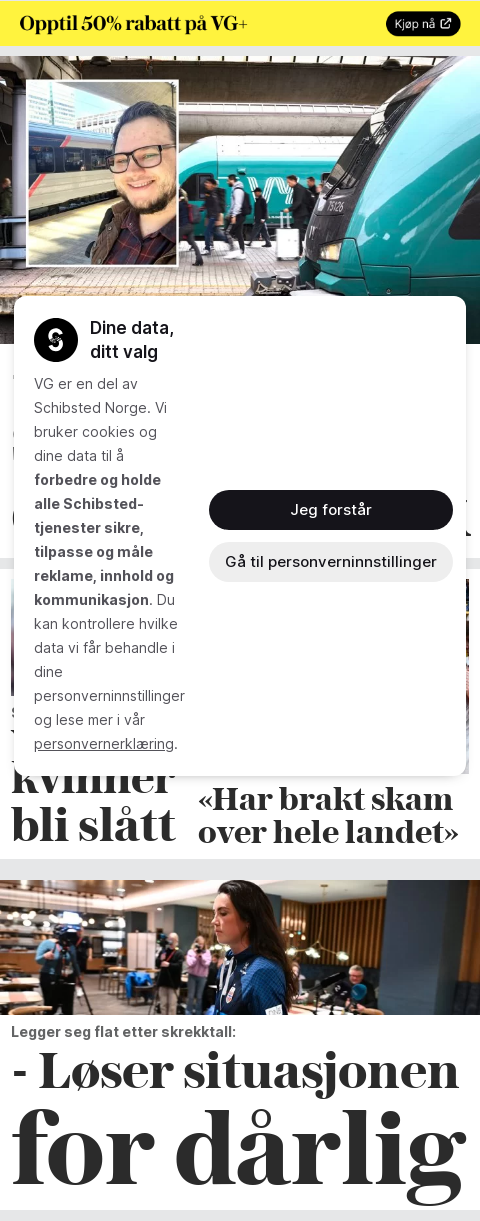 Opptil 50% rabatt på VG+
Kjøp nå
75126
Dine data,
ditt valg
VG er en del av
Schibsted Norge. Vi
bruker cookies og
dine data til å
forbedre og holde
alle Schibsted-
tjenester sikre,
tilpasse og måle
reklame, innhold og
kommunikasjon. Du
kan kontrollere hvilke
data vi får behandle i
dine
personverninnstillinger
og lese mer i vår
personvernerklæring.
Jeg forstår
Gå til personverninnstillinger
kvinner
bli slått
«Har brakt skam
over hele landet»
Legger seg flat etter skrekktall:
- Løser situasjonen
for dårlig